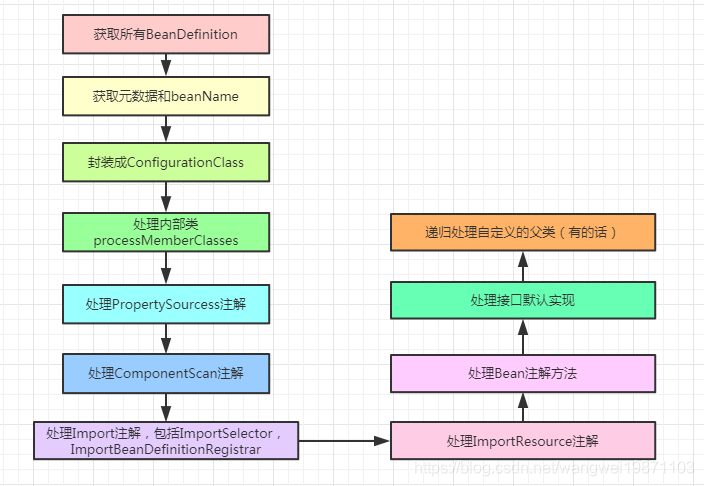 获取所有BeanDefinition
获取元数据和beanName
封装成ConfigurationClass
处理内部类
processMemberClasses
处理PropertySourcess注解
处理ComponentScan注解
处理Import注解，包括ImportSelector，
ImportBeanDefinitionRegistrar
处理ImportResource注解
处理Bean注解方法
处理接口默认实现
递归处理自定义的父类（有的话）
https://blog.csdn.net/wangwei19871103